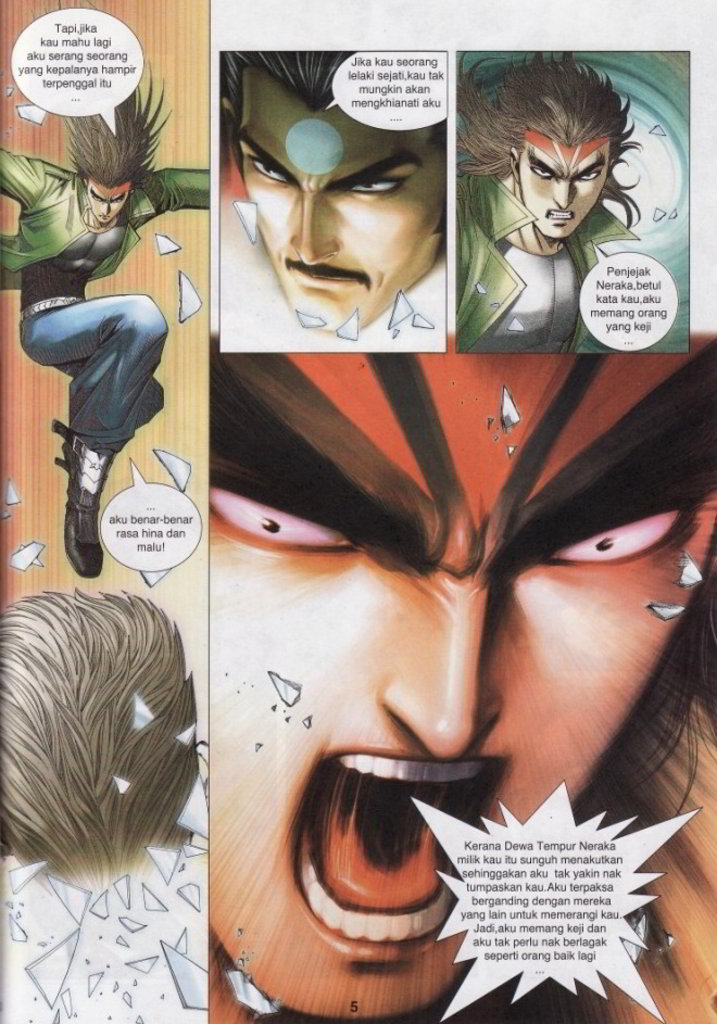 Tapi,jika
kau mahu lagi
aku serang seorang
yang kepalanya hampir
terpenggal itu
...
...
aku benar-benar
rasa hina dan
malu!
Jika kau seorang
lelaki sejati,kau tak
mungkin akan
mengkhianati aku
....
Penjejak
Neraka,betul
kata kau,aku
memang orang
yang keji
...
Kerana Dewa Tempur Neraka
milik kau itu sunguh menakutkan
sehinggakan aku tak yakin nak
tumpaskan kau.Aku terpaksa
berganding dengan mereka
yang lain untuk memerangi kau.
Jadi,aku memang keji dan
aku tak perlu nak berlagak
seperti orang baik lagi
...
5